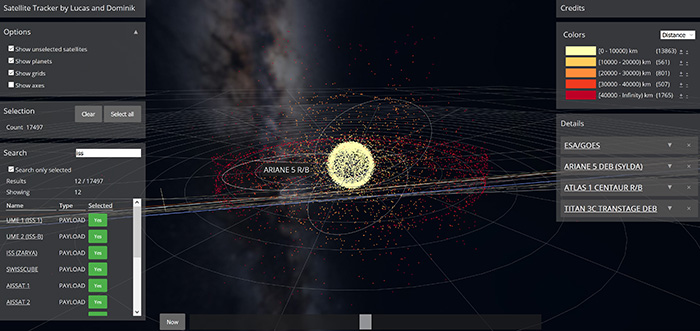 Satellite Tracker by Lucas and Dominik
Options
Show unselected satellites
Show planets
Show grids
Show axes
Selection
Clear
Select all
Count 17497
Search
iss
Search only selected
Results 12 / 17497
Showing 12
Name Type Selected
UME 1 (ISS 1) PAYLOAD Yes
UME 2 (ISS-B) PAYLOAD Yes
ISS (ZARYA) PAYLOAD Yes
SWISSCUBE PAYLOAD Yes
AISSAT 1 PAYLOAD Yes
AISSAT 2 PAYLOAD Yes
ARIANE 5 R/B
Now
Credits
Colors
Distance
[0 - 10000) km (13863)
[10000 - 20000) km (561)
[20000 - 30000) km (801)
[30000 - 40000) km (507)
[40000 - Infinity) km (1765)
Details
ESA/GEOS
ARIANE 5 DEB (SYLDA)
ATLAS 1 CENTAUR R/B
TITAN 3C TRANSTAGE DEB